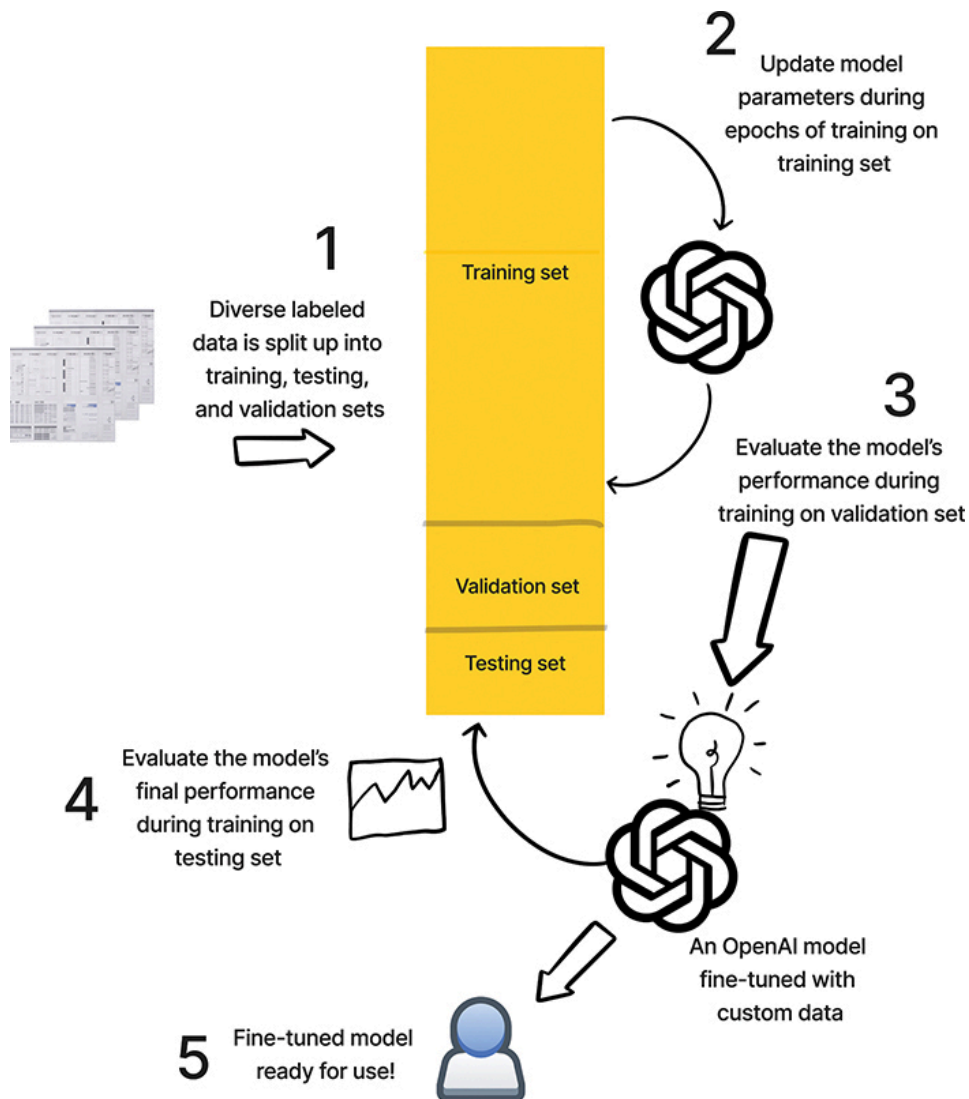 1
Diverse labeled
data is split up into
training, testing,
and validation sets
Training set
Validation set
Testing set
2
Update model
parameters during
epochs of training on
training set
3
Evaluate the model’s
performance during
training on validation set
4
Evaluate the model’s
final performance
during training on
testing set
An OpenAI model
fine-tuned with
custom data
5
Fine-tuned model
ready for use!